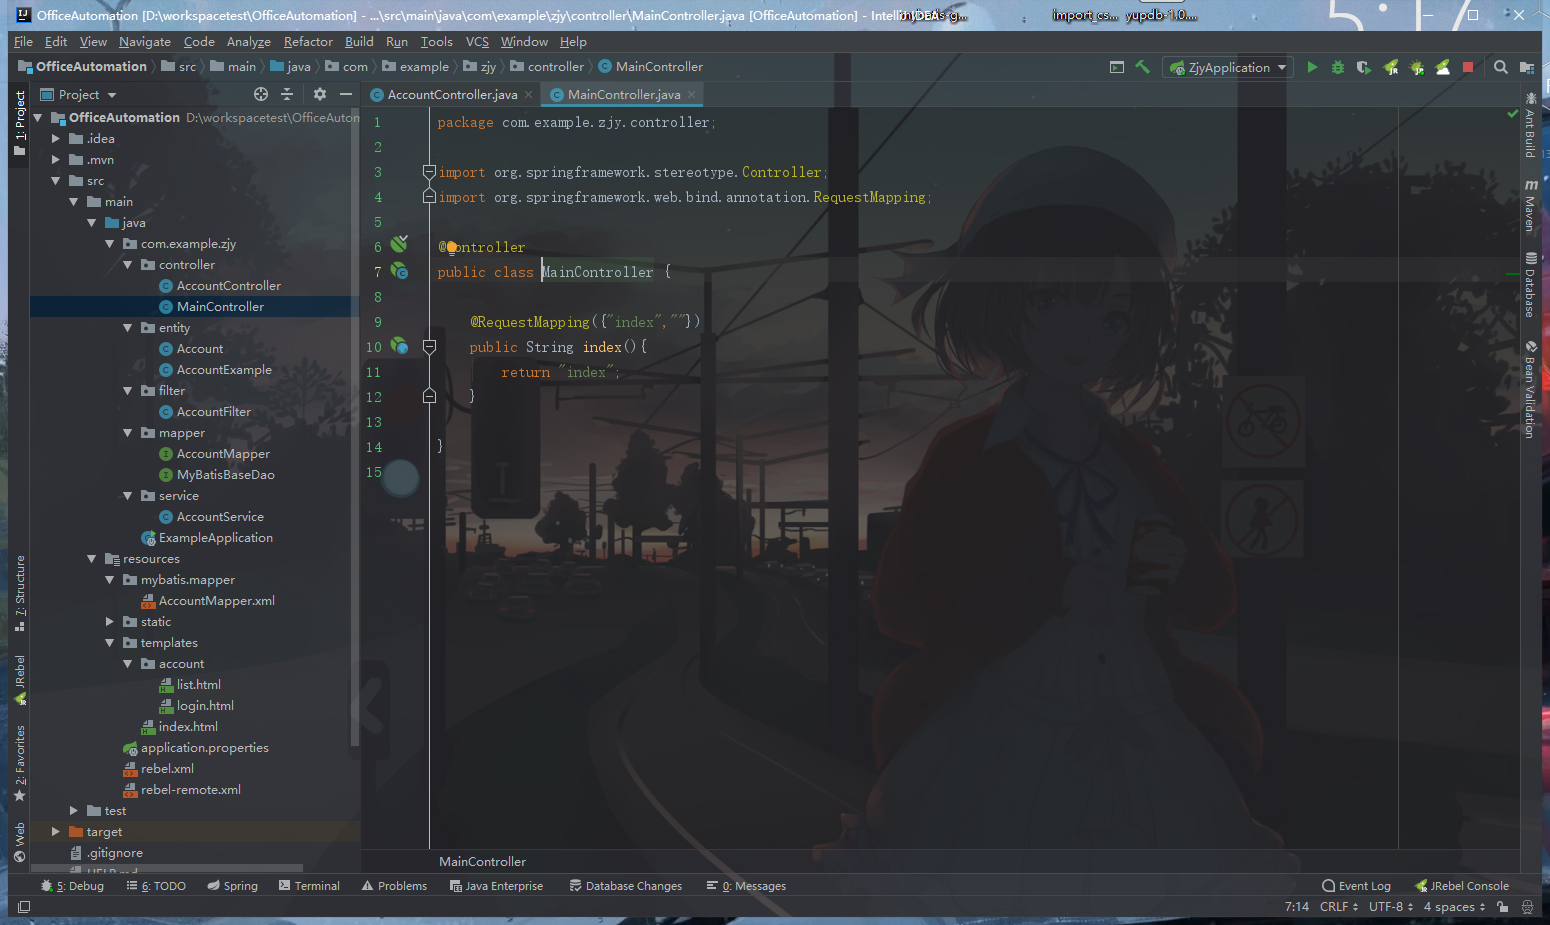 OfficeAutomation [D:\workspacetest\OfficeAutomation] - ...\src\main\java\com\example\zjy\controller\MainController.java [OfficeAutomation] - IntelliJ IDEA
import_cs...
yupdb-1.0....
File Edit View Navigate Code Analyze Refactor Build Run Tools VCS Window Help
OfficeAutomation src main java com example zjy controller MainController
ZjyApplication
Project
AccountController.java
MainController.java
1: Project
7: Structure
JRebel
2: Favorites
Web
OfficeAutomation D:\workspacetest\OfficeAuton
.idea
.mvn
src
main
java
com.example.zjy
controller
AccountController
MainController
entity
Account
AccountExample
filter
AccountFilter
mapper
AccountMapper
MyBatisBaseDao
service
AccountService
ExampleApplication
resources
mybatis.mapper
AccountMapper.xml
static
templates
account
list.html
login.html
index.html
application.properties
rebel.xml
rebel-remote.xml
test
target
.gitignore
HELP.md
1 package com.example.zjy.controller;
2
3 import org.springframework.stereotype.Controller;
4 import org.springframework.web.bind.annotation.RequestMapping;
5
6 @Controller
7 public class MainController {
8
9 @RequestMapping({"index",""})
10 public String index(){
11 return "index";
12 }
13
14 }
15
MainController
Ant Build
Maven
Database
Bean Validation
5: Debug 6: TODO Spring Terminal Problems Java Enterprise Database Changes 0: Messages Event Log JRebel Console
7:14 CRLF UTF-8 4 spaces